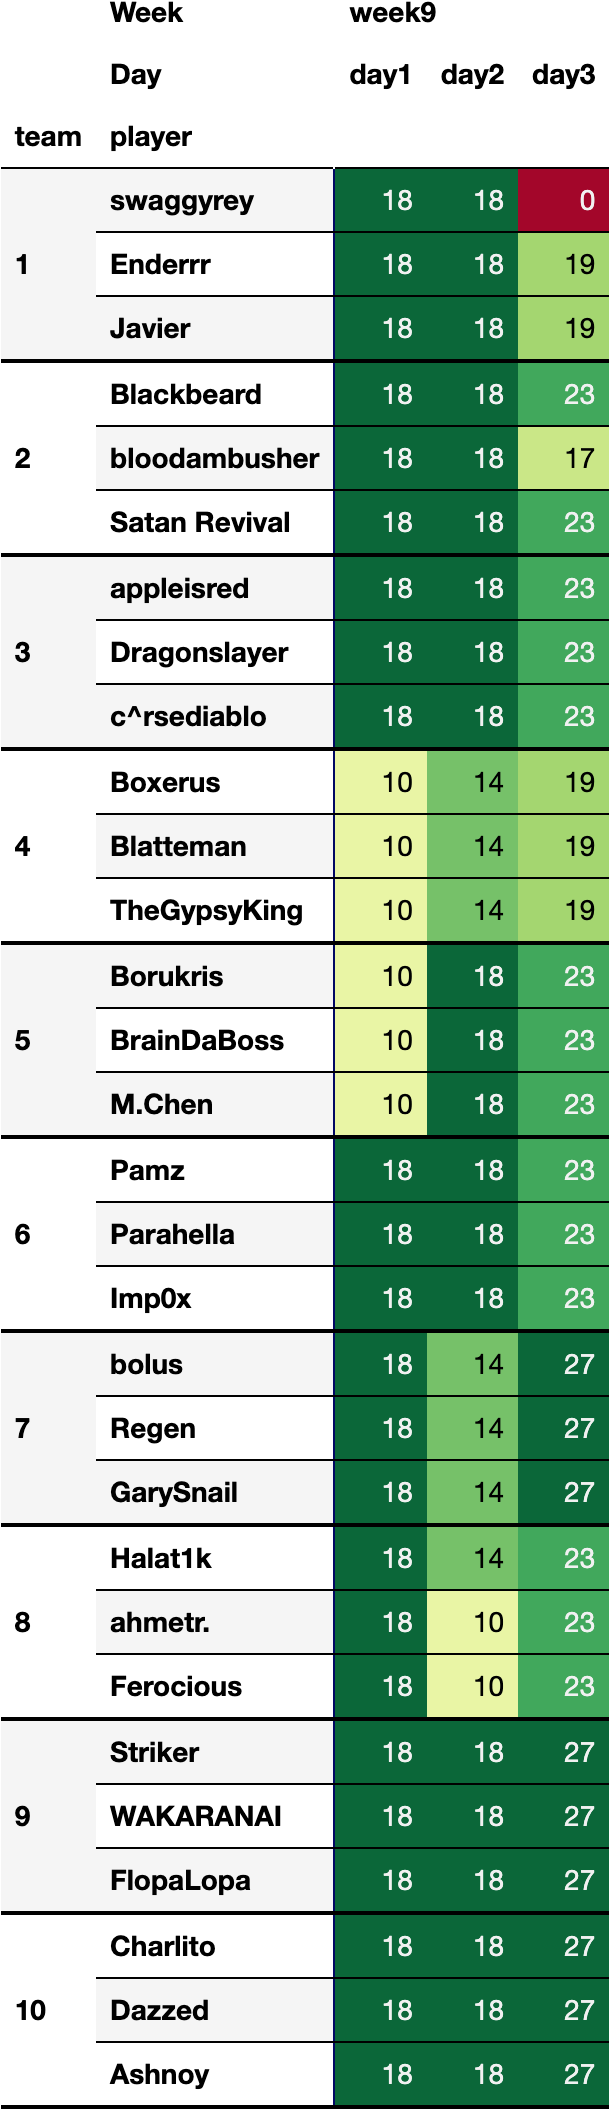 Week week9
Day day1 day2 day3
team player
swaggyrey 18 18 0
1 Enderrr 18 18 19
Javier 18 18 19
Blackbeard 18 18 23
2 bloodambusher 18 18 17
Satan Revival 18 18 23
appleisred 18 18 23
3 Dragonslayer 18 18 23
c^rsediablo 18 18 23
Boxerus 10 14 19
4 Blatteman 10 14 19
TheGypsyKing 10 14 19
Borukris 10 18 23
5 BrainDaBoss 10 18 23
M.Chen 10 18 23
Pamz 18 18 23
6 Parahella 18 18 23
Imp0x 18 18 23
bolus 18 14 27
7 Regen 18 14 27
GarySnail 18 14 27
Halat1k 18 14 23
8 ahmetr. 18 10 23
Ferocious 18 10 23
Striker 18 18 27
9 WAKARANAI 18 18 27
FlopaLopa 18 18 27
Charlito 18 18 27
10 Dazzed 18 18 27
Ashnoy 18 18 27